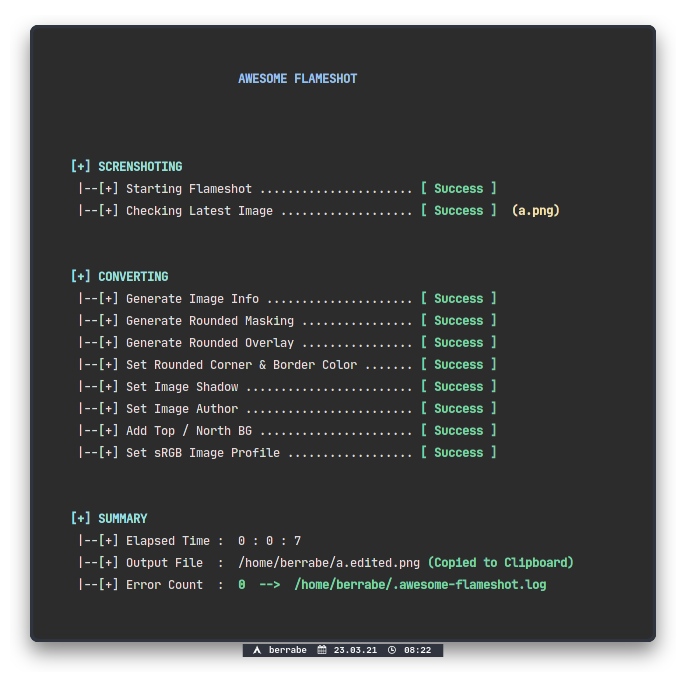 AWESOME FLAMESHOT
[+] SCRENSHOTING
|--[+] Starting Flameshot ...................... [ Success ]
|--[+] Checking Latest Image ................... [ Success ] (a.png)
[+] CONVERTING
|--[+] Generate Image Info ..................... [ Success ]
|--[+] Generate Rounded Masking ................ [ Success ]
|--[+] Generate Rounded Overlay ................ [ Success ]
|--[+] Set Rounded Corner & Border Color ....... [ Success ]
|--[+] Set Image Shadow ........................ [ Success ]
|--[+] Set Image Author ........................ [ Success ]
|--[+] Add Top / North BG ...................... [ Success ]
|--[+] Set sRGB Image Profile .................. [ Success ]
[+] SUMMARY
|--[+] Elapsed Time : 0 : 0 : 7
|--[+] Output File : /home/berrabe/a.edited.png (Copied to Clipboard)
|--[+] Error Count : 0 --> /home/berrabe/.awesome-flameshot.log
berrabe 23.03.21 08:22